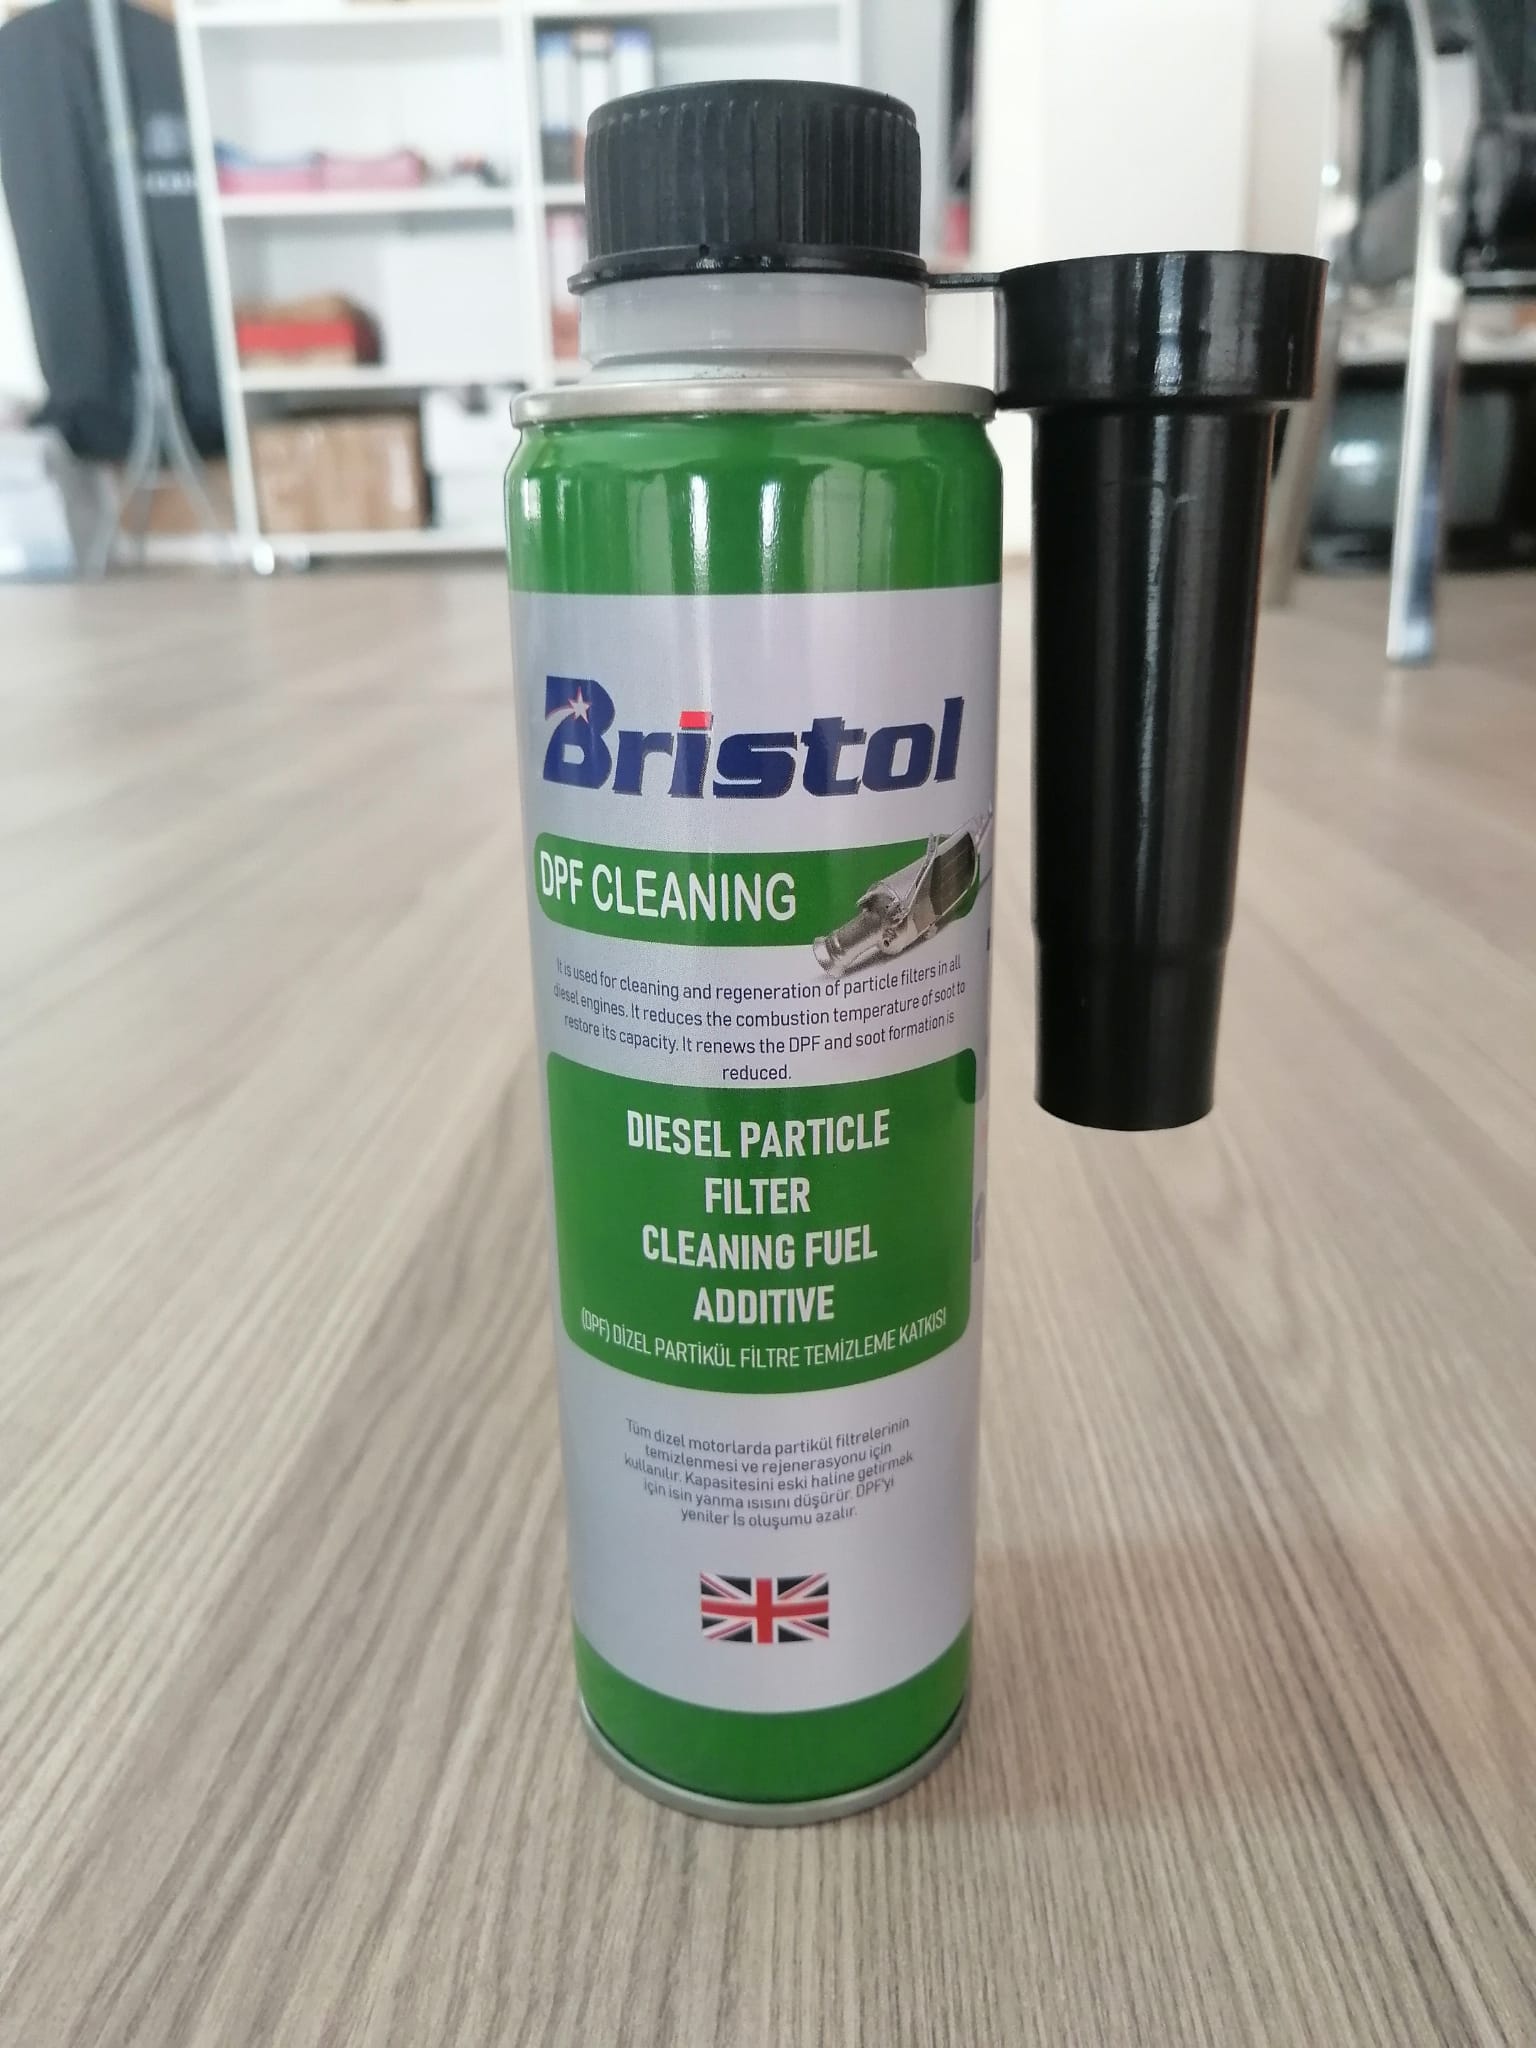 Bristol
DPF CLEANING
It is used for cleaning and regeneration of particle filters in all
diesel engines. It reduces the combustion temperature of soot to
restore its capacity. It renews the DPF and soot formation is
reduced.
DIESEL PARTICLE
FILTER
CLEANING FUEL
ADDITIVE
(DPF) DİZEL PARTİKÜL FİLTRE TEMİZLEME KATKISI
Tüm dizel motorlarda partikül filtrelerinin
temizlenmesi ve rejenerasyonu için
kullanılır. Kapasitesini eski haline getirmek
için isin yanma ısısını düşürür. DPF'yi
yeniler İs oluşumu azalır.